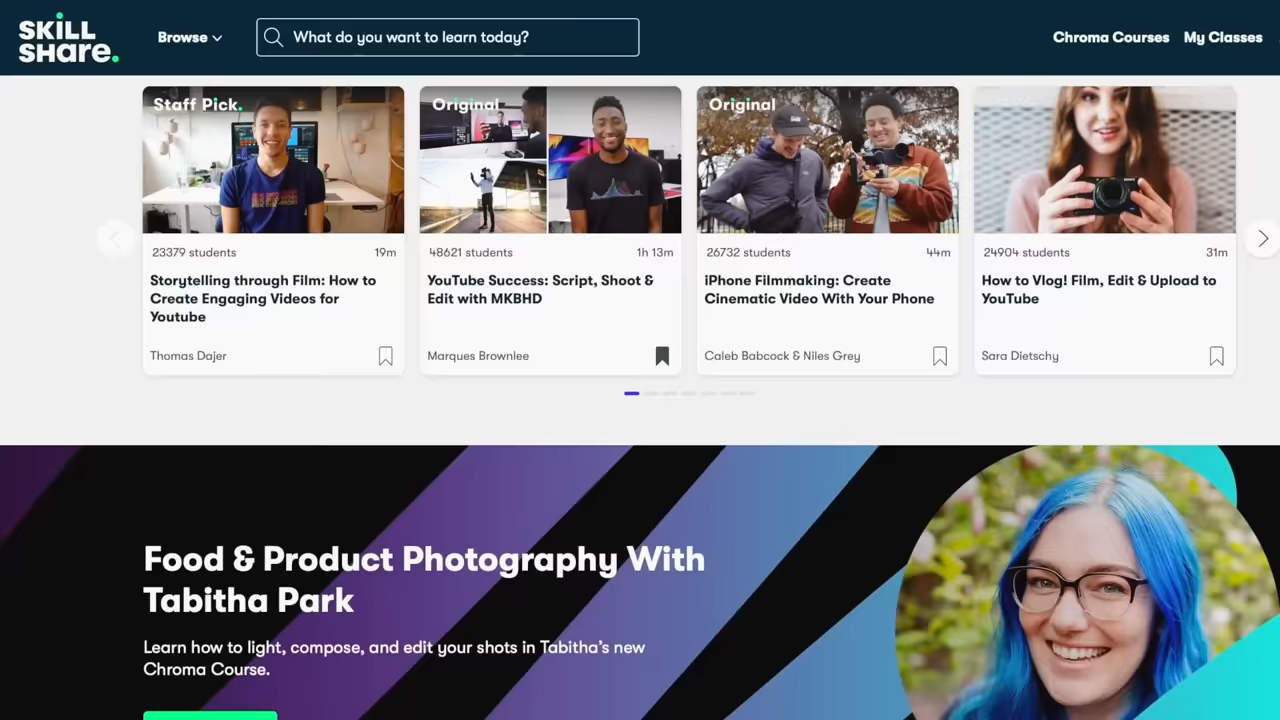 SKILL
SHare.
Browse
What do you want to learn today?
Chroma Courses
My Classes
Staff Pick.
23379 students
19m
Storytelling through Film: How to
Create Engaging Videos for
Youtube
Thomas Dajer
Original
48621 students
1h 13m
YouTube Success: Script, Shoot &
Edit with MKBHD
Marques Brownlee
Original
26732 students
44m
iPhone Filmmaking: Create
Cinematic Video With Your Phone
Caleb Babcock & Niles Grey
24904 students
31m
How to Vlog! Film, Edit & Upload to
YouTube
Sara Dietschy
Food & Product Photography With
Tabitha Park
Learn how to light, compose, and edit your shots in Tabitha's new
Chroma Course.